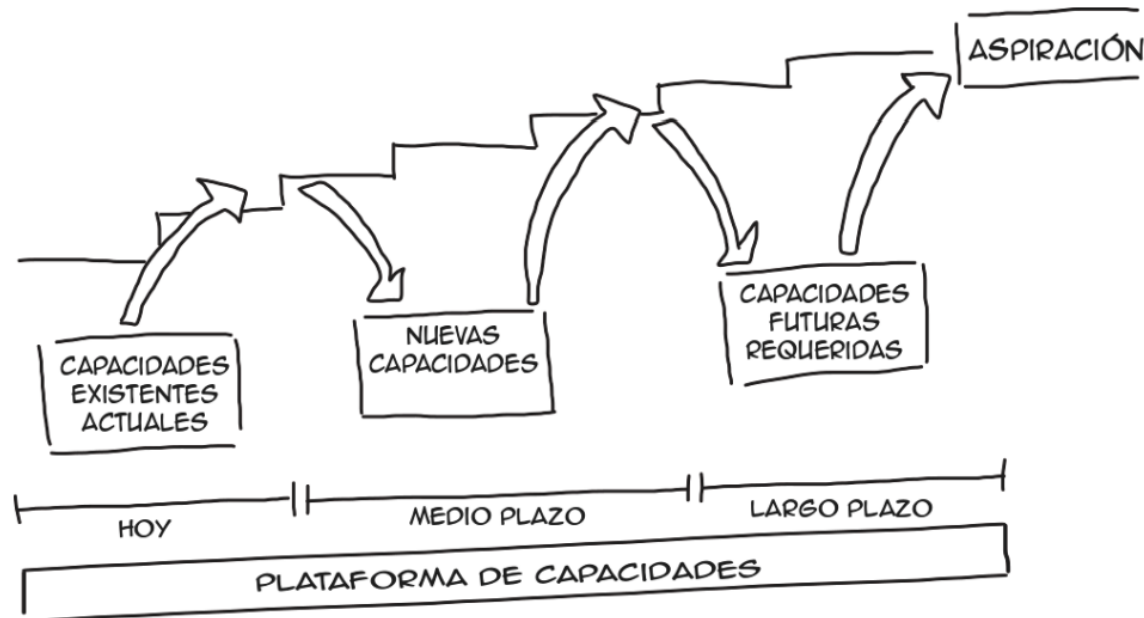 ASPIRACIÓN
CAPACIDADES
EXISTENTES
ACTUALES
NUEVAS
CAPACIDADES
CAPACIDADES
FUTURAS
REQUERIDAS
HOY
MEDIO PLAZO
LARGO PLAZO
PLATAFORMA DE CAPACIDADES